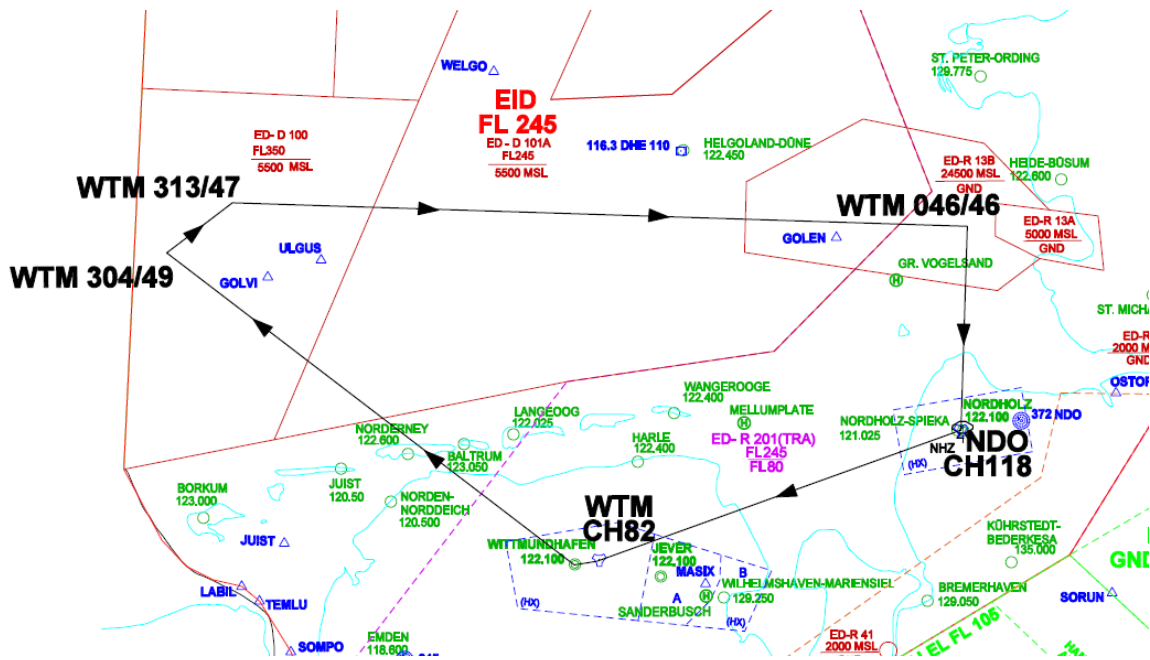 ST. PETER-ORDING
129.775
WELGO
EID
FL 245
ED - D 101A
FL245
5500 MSL
ED- D 100
FL350
5500 MSL
116.3 DHE 110
HELGOLAND-DÜNE
122.450
ED-R 13B
24500 MSL
GND
HEIDE-BÜSUM
122.600
WTM 313/47
WTM 046/46
ED-R 13A
5000 MSL
GND
GOLEN
ULGUS
GOLVI
WTM 304/49
GR. VOGELSAND
H
ST. MICHA
ED-R
2000 M
GND
OSTOF
WANGEROOGE
122.400
MELLUMPLATE
H
NORDHOLZ
122.100
372 NDO
NORDHOLZ-SPIEKA
121.025
NDO
CH118
NHZ
(HX)
LANGEOOG
122.025
NORDERNEY
122.600
BALTRUM
123.050
HARLE
122.400
ED- R 201(TRA)
FL245
FL80
JUIST
120.50
BORKUM
123.000
NORDEN-
NORDDEICH
120.500
WTM
CH82
JUIST
WITTMUNDHAFEN
122.100
JEVER
122.100
MASIX
B
A
H
SANDERBUSCH
WILHELMSHAVEN-MARIENSIEL
129.250
(HX)
(HX)
KÜHRSTEDT-
BEDERKESA
135.000
GND
BREMERHAVEN
129.050
SORUN
LABIL
TEMLU
SOMPO
EMDEN
118.600
ED-R 41
2000 MSL
EL FL 105